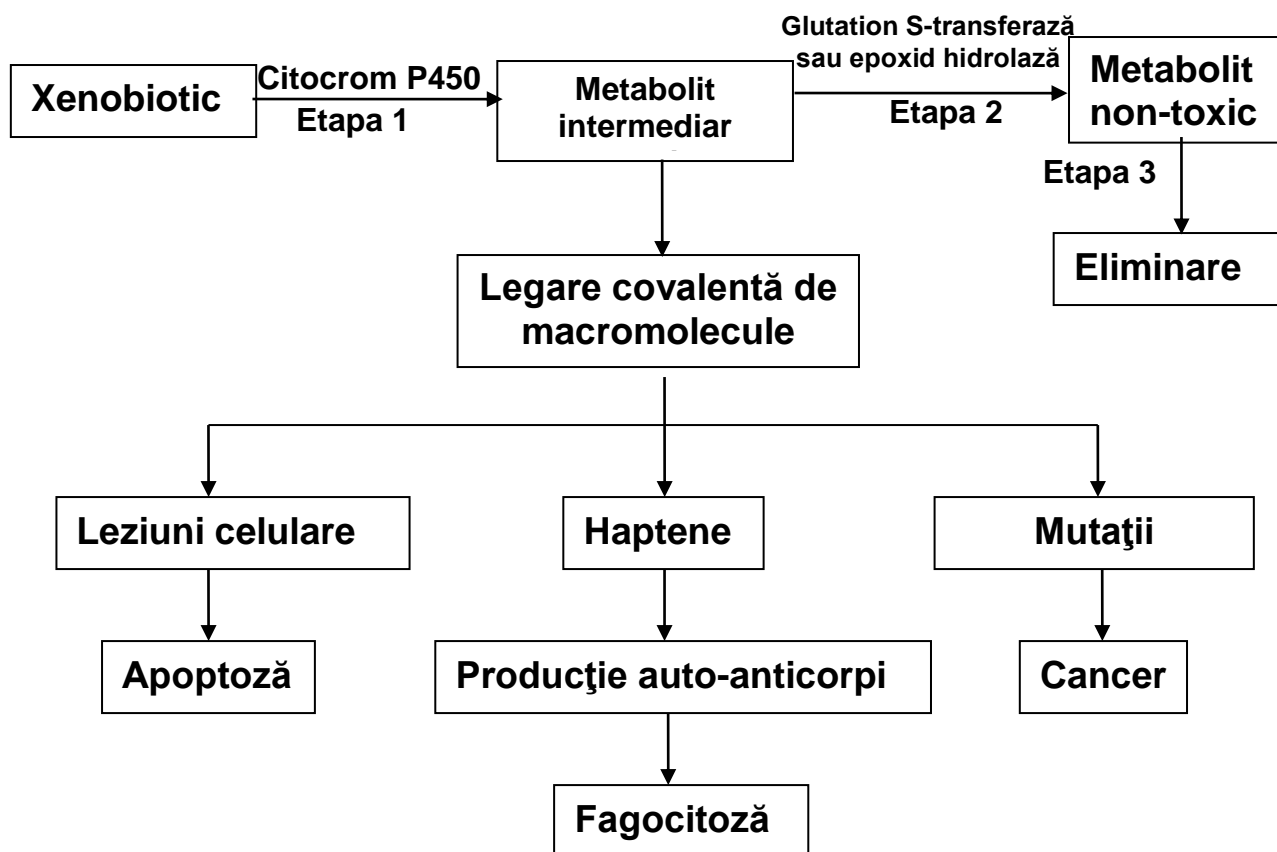 Glutation S-transferază
sau epoxid hidrolază
Xenobiotic
Citocrom P450
Etapa 1
Metabolit
intermediar
Etapa 2
Metabolit
non-toxic
Etapa 3
Eliminare
Legare covalentă de
macromolecule
Leziuni celulare
Haptene
Mutaţii
Apoptoză
Producţie auto-anticorpi
Cancer
Fagocitoză